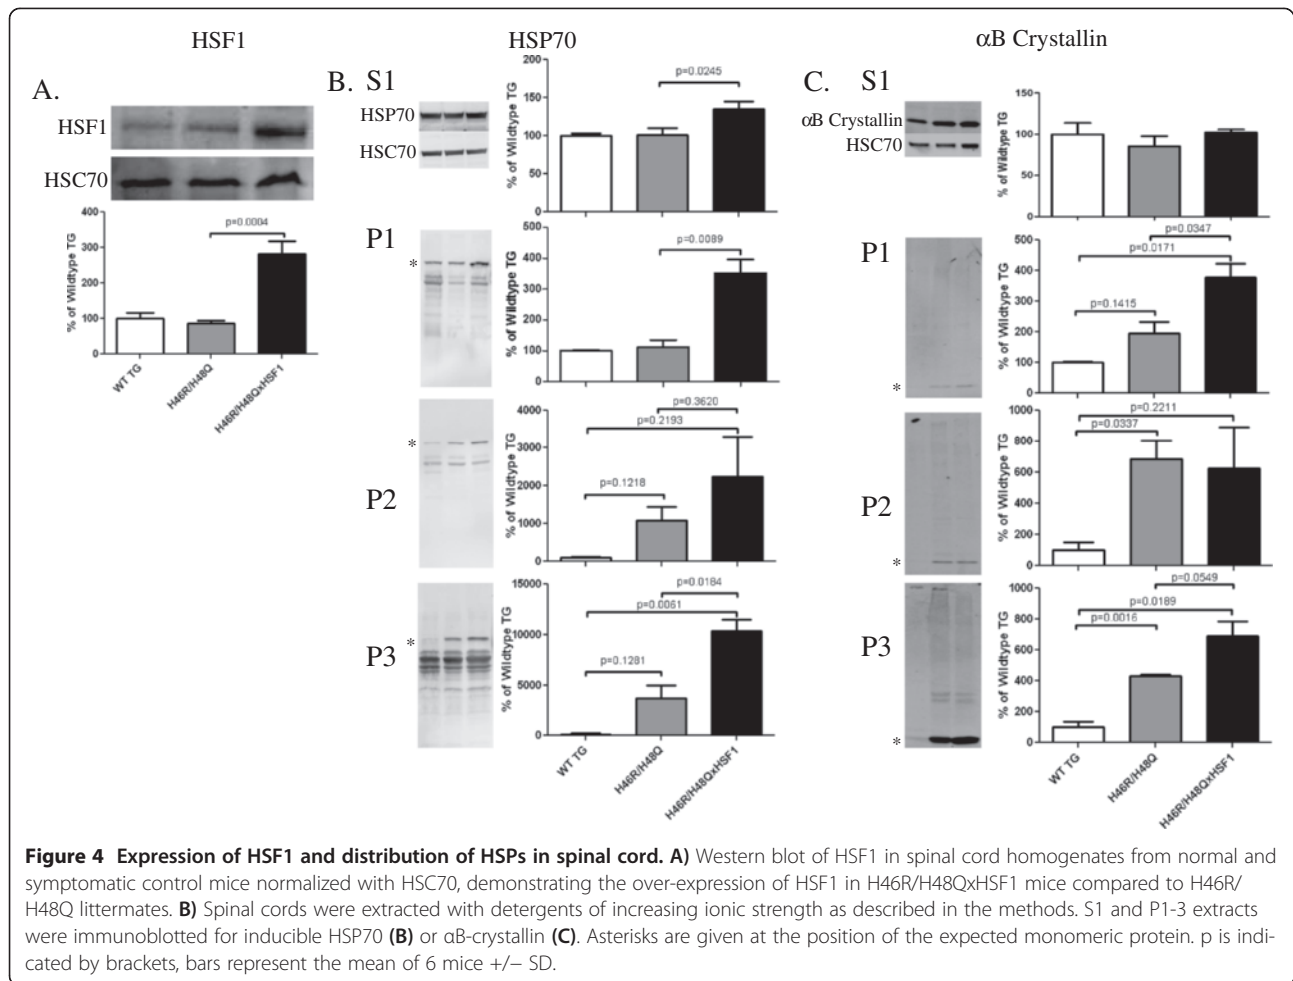 HSF1
HSP70
αB Crystallin
A.
HSF1
HSC70
% of Wildtype TG
400
300
200
100
0
p=0.0004
WT TG
H46R/H48Q
H46R/H48QxHSF1
B. S1
HSP70
HSC70
% of Wildtype TG
200
150
100
50
0
p=0.0245
P1
*
% of Wildtype TG
500
400
300
200
100
0
p=0.0089
P2
*
% of Wildtype TG
4000
3000
2000
1000
0
p=0.3620
p=0.2193
p=0.1218
P3
*
% of Wildtype TG
15000
10000
5000
0
p=0.0184
p=0.0061
p=0.1281
WT TG
H46R/H48Q
H46R/H48QxHSF1
C. S1
αB Crystallin
HSC70
% of Wildtype TG
150
100
50
0
P1
*
% of Wildtype TG
500
400
300
200
100
0
p=0.0347
p=0.0171
p=0.1415
P2
*
% of Wildtype TG
1000
800
600
400
200
0
p=0.2211
p=0.0337
P3
*
% of Wildtype TG
1000
800
600
400
200
0
p=0.0549
p=0.0189
p=0.0016
WT TG
H46R/H48Q
H46R/H48QxHSF1
Figure 4 Expression of HSF1 and distribution of HSPs in spinal cord. A) Western blot of HSF1 in spinal cord homogenates from normal and
symptomatic control mice normalized with HSC70, demonstrating the over-expression of HSF1 in H46R/H48QxHSF1 mice compared to H46R/
H48Q littermates. B) Spinal cords were extracted with detergents of increasing ionic strength as described in the methods. S1 and P1-3 extracts
were immunoblotted for inducible HSP70 (B) or αB-crystallin (C). Asterisks are given at the position of the expected monomeric protein. p is indi-
cated by brackets, bars represent the mean of 6 mice +/− SD.